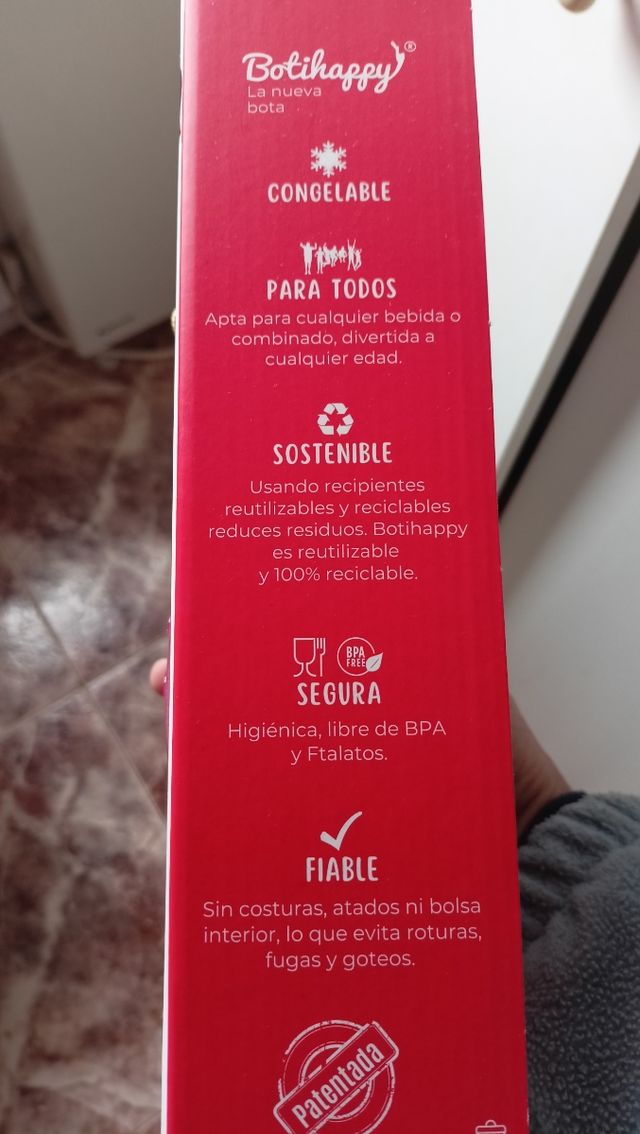 Botihappy®
La nueva
bota
CONGELABLE
PARA TODOS
Apta para cualquier bebida o
combinado, divertida a
cualquier edad.
SOSTENIBLE
Usando recipientes
reutilizables y reciclables
reduces residuos. Botihappy
es reutilizable
y 100% reciclable.
BPA
FREE
SEGURA
Higiénica, libre de BPA
y Ftalatos.
FIABLE
Sin costuras, atados ni bolsa
interior, lo que evita roturas,
fugas y goteos.
Patentada